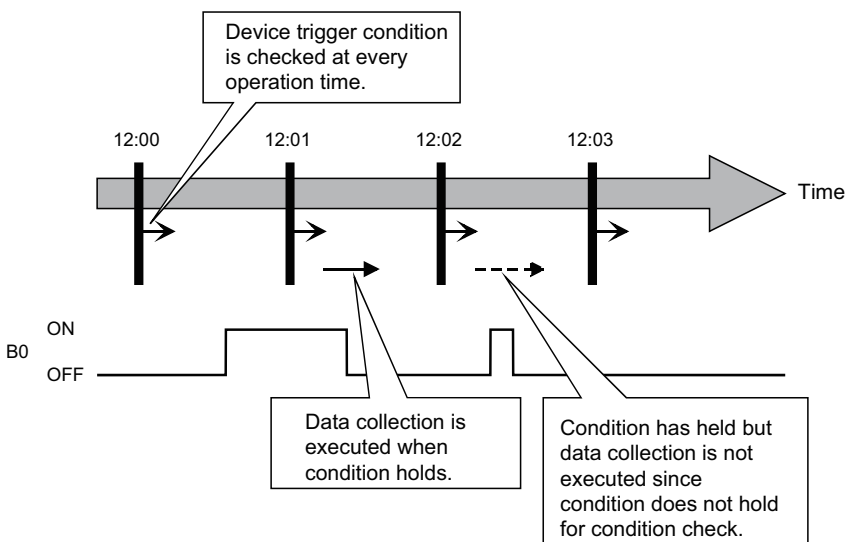 Device trigger condition
is checked at every
operation time.
12:00
12:01
12:02
12:03
Time
B0
ON
OFF
Data collection is
executed when
condition holds.
Condition has held but
data collection is not
executed since
condition does not hold
for condition check.